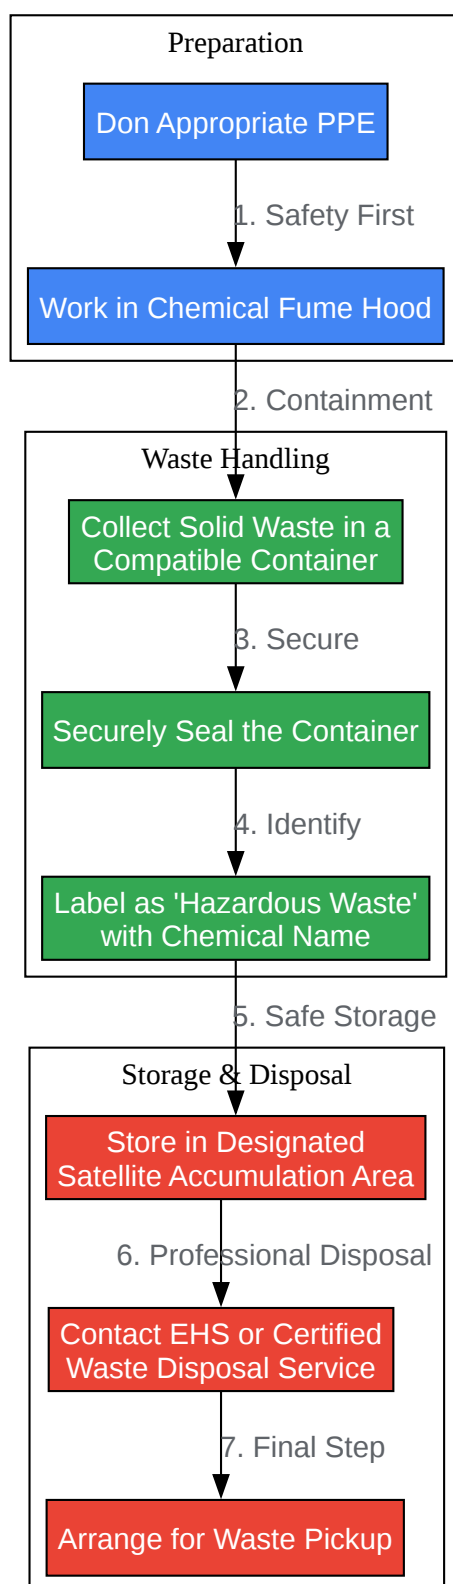 Preparation
Don Appropriate PPE
1. Safety First
Work in Chemical Fume Hood
2. Containment
Waste Handling
Collect Solid Waste in a
Compatible Container
3. Secure
Securely Seal the Container
4. Identify
Label as 'Hazardous Waste'
with Chemical Name
5. Safe Storage
Storage & Disposal
Store in Designated
Satellite Accumulation Area
6. Professional Disposal
Contact EHS or Certified
Waste Disposal Service
7. Final Step
Arrange for Waste Pickup